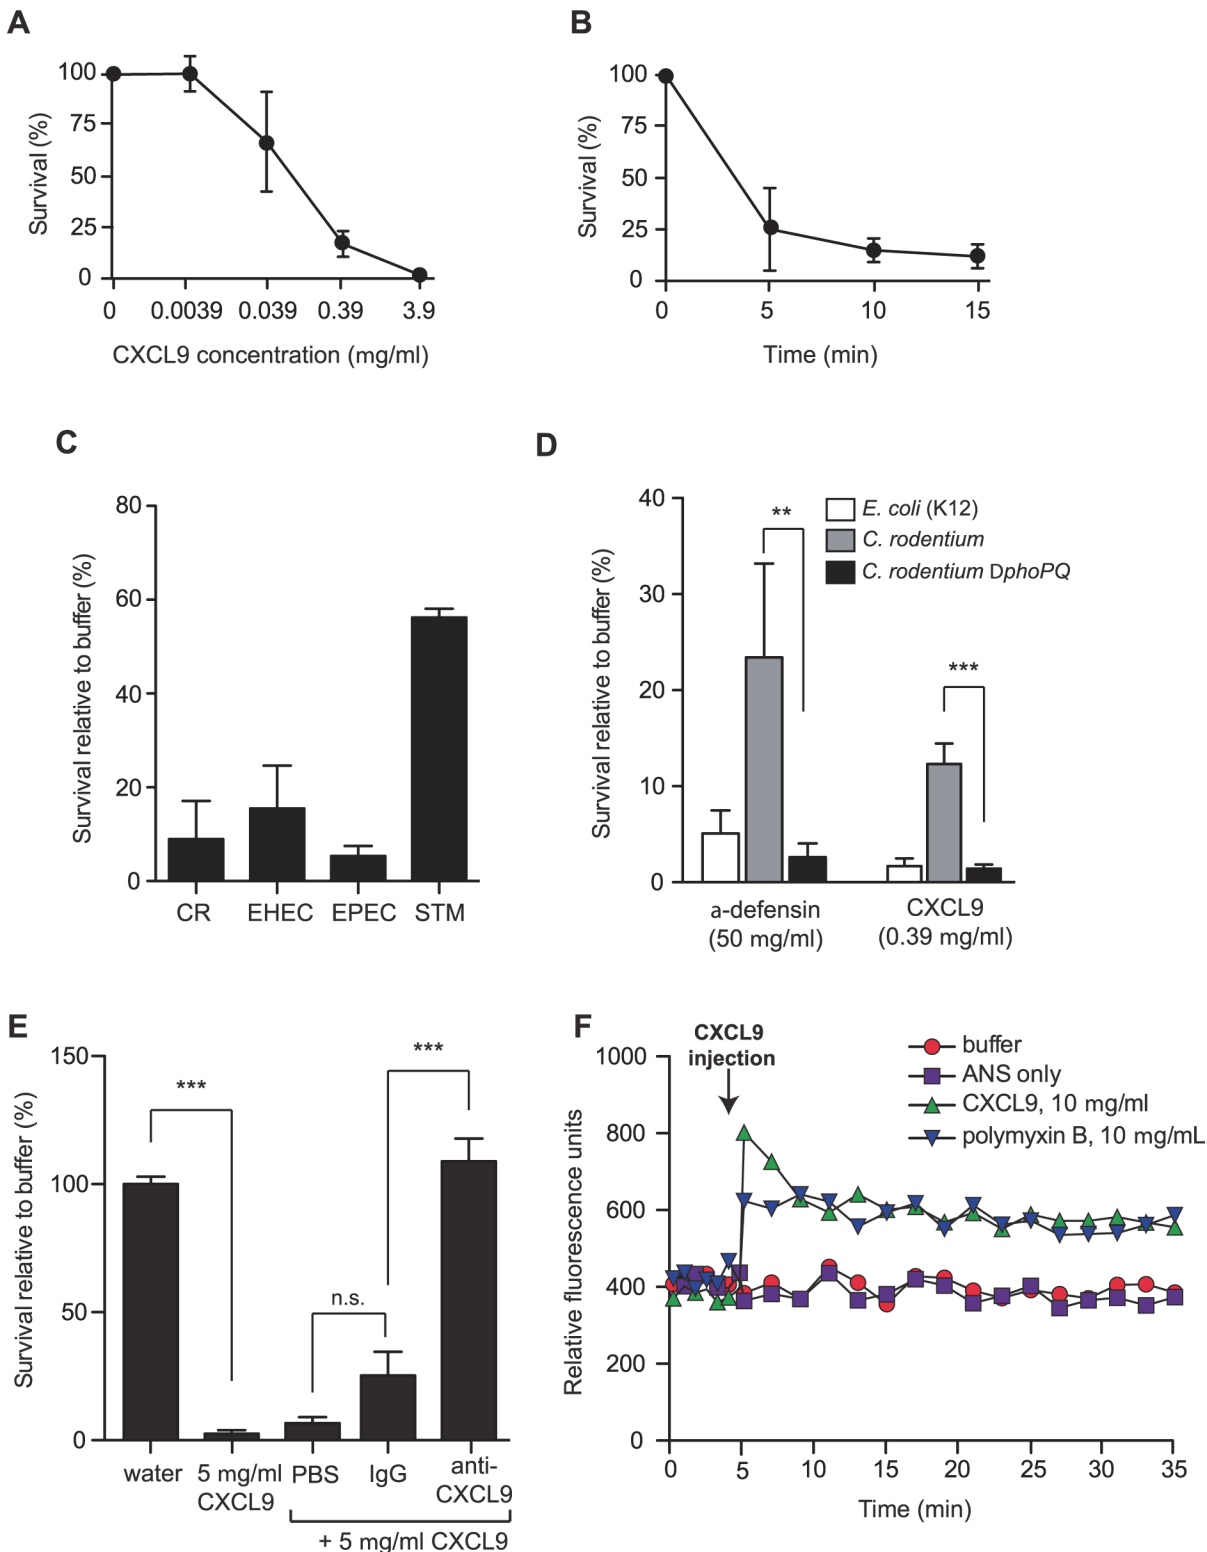 A
100
75
50
25
0
Survival (%)
0 0.0039 0.039 0.39 3.9
CXCL9 concentration (mg/ml)
B
100
75
50
25
0
Survival (%)
0 5 10 15
Time (min)
C
80
60
40
20
0
Survival relative to buffer (%)
CR EHEC EPEC STM
D
40
30
20
10
0
Survival relative to buffer (%)
**
***
E. coli (K12)
C. rodentium
C. rodentium DphoPQ
a-defensin
(50 mg/ml)
CXCL9
(0.39 mg/ml)
E
150
100
50
0
Survival relative to buffer (%)
***
n.s.
***
water
5 mg/ml
CXCL9
PBS
IgG
anti-
CXCL9
+ 5 mg/ml CXCL9
F
CXCL9
injection
buffer
ANS only
CXCL9, 10 mg/ml
polymyxin B, 10 mg/mL
1000
800
600
400
200
0
Relative fluorescence units
0 5 10 15 20 25 30 35
Time (min)